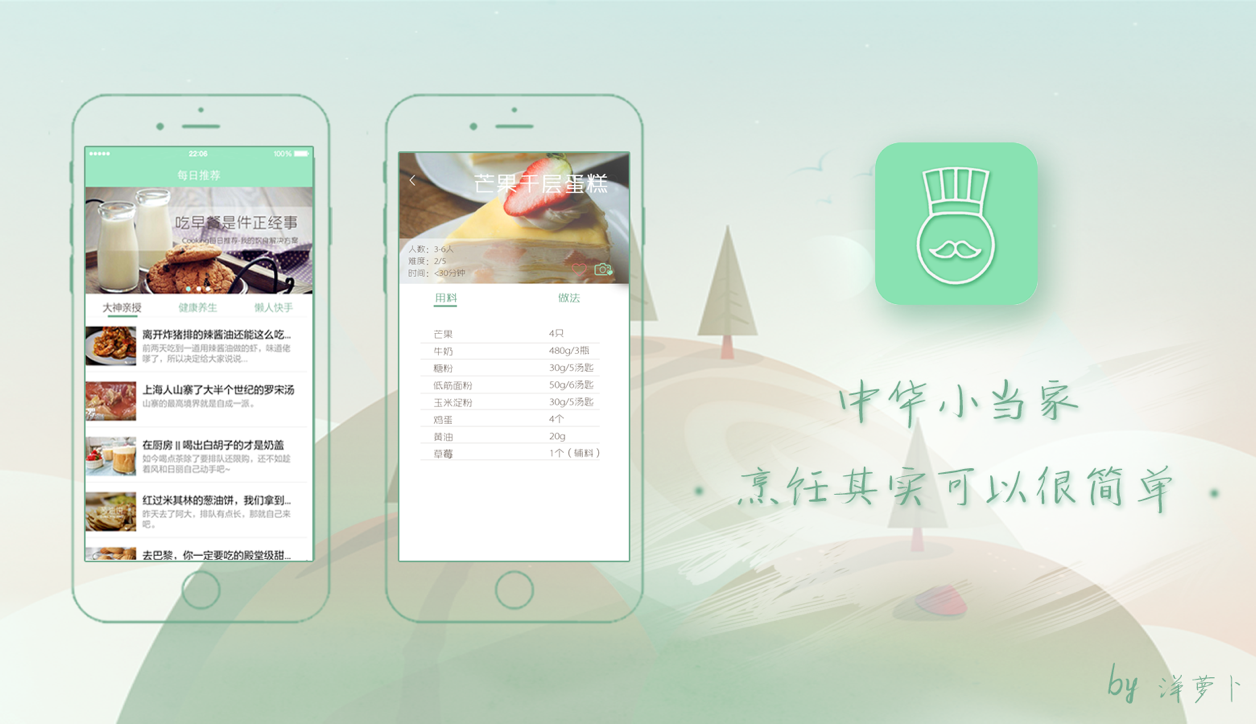 22:06
100%
每日推荐
吃早餐是件正经事
Cooking每日推荐·我的饮食解决方案
大神亲授 健康养生 懒人快手
离开炸猪排的辣酱油还能这么吃...
前两天吃到一道用辣酱油做的虾，味道佬
嗲了，所以决定给大家说说...
上海人山寨了大半个世纪的罗宋汤
山寨的最高境界就是自成一派。
在厨房 || 喝出白胡子的才是奶盖
如今喝点茶除了要排队还限购，还不如趁
着风和日丽自己动手吧~
红过米其林的葱油饼，我们拿到...
昨天去了阿大，排队有点长，那就自己来
吧。
去巴黎，你一定要吃的殿堂级甜...
芒果千层蛋糕
人数：3-6人
难度：2/5
时间：<30分钟
用料 做法
芒果 4只
牛奶 480g/3瓶
糖粉 30g/5汤匙
低筋面粉 50g/6汤匙
玉米淀粉 30g/5汤匙
鸡蛋 4个
黄油 20g
草莓 1个（辅料）
中华小当家
· 烹饪其实可以很简单 ·
by 洋萝卜